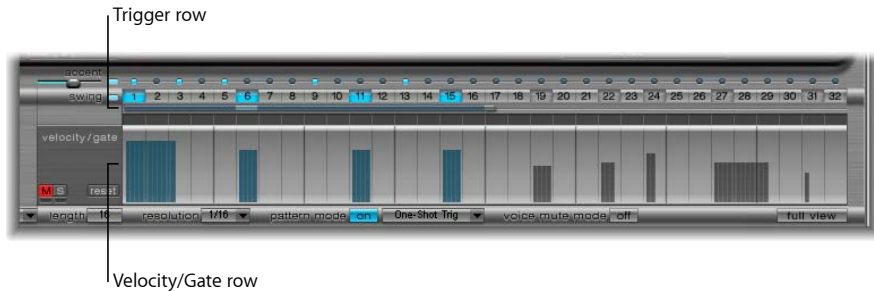 Trigger row
accent
swing 1 2 3 4 5 6 7 8 9 10 11 12 13 14 15 16 17 18 19 20 21 22 23 24 25 26 27 28 29 30 31 32
velocity/gate
M S reset
length 16 resolution 1/16 pattern mode on One-Shot Trig voice mute mode off full view
Velocity/Gate row